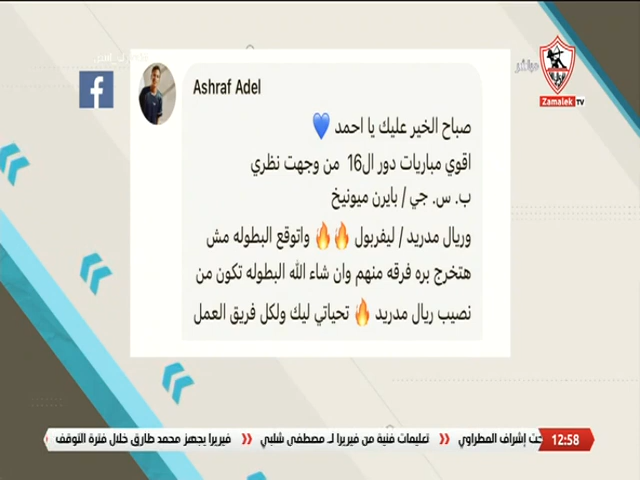 مباشر
Zamalek TV
Ashraf Adel
صباح الخير عليك يا احمد 💙
اقوي مباريات دور ال16 من وجهت نظري
ب. س. جي / بايرن ميونيخ
وريال مدريد / ليفربول 🔥🔥 واتوقع البطوله مش
هتخرج بره فرقه منهم وان شاء الله البطوله تكون من
نصيب ريال مدريد 🔥 تحياتي ليك ولكل فريق العمل
12:58
حت إشراف المطراوي » تعليمات فنية من فيريرا لـ مصطفى شلبي » فيريرا يجهز محمد طارق خلال فترة التوقف